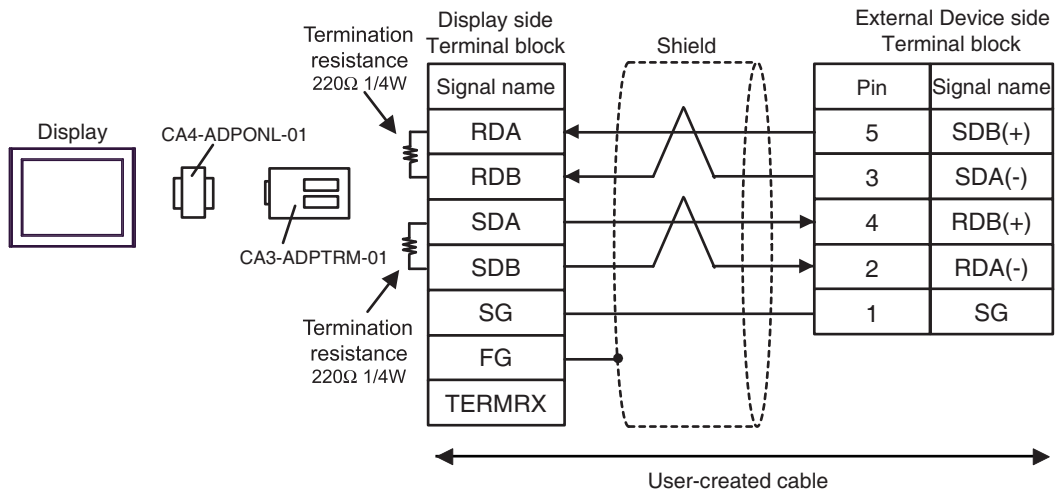 Display side
Terminal block
External Device side
Terminal block
Termination
resistance
220Ω 1/4W
Shield
Signal name
Pin
Signal name
Display
CA4-ADPONL-01
CA3-ADPTRM-01
RDA
5
SDB(+)
RDB
3
SDA(-)
SDA
4
RDB(+)
SDB
2
RDA(-)
SG
1
SG
FG
TERMRX
Termination
resistance
220Ω 1/4W
User-created cable